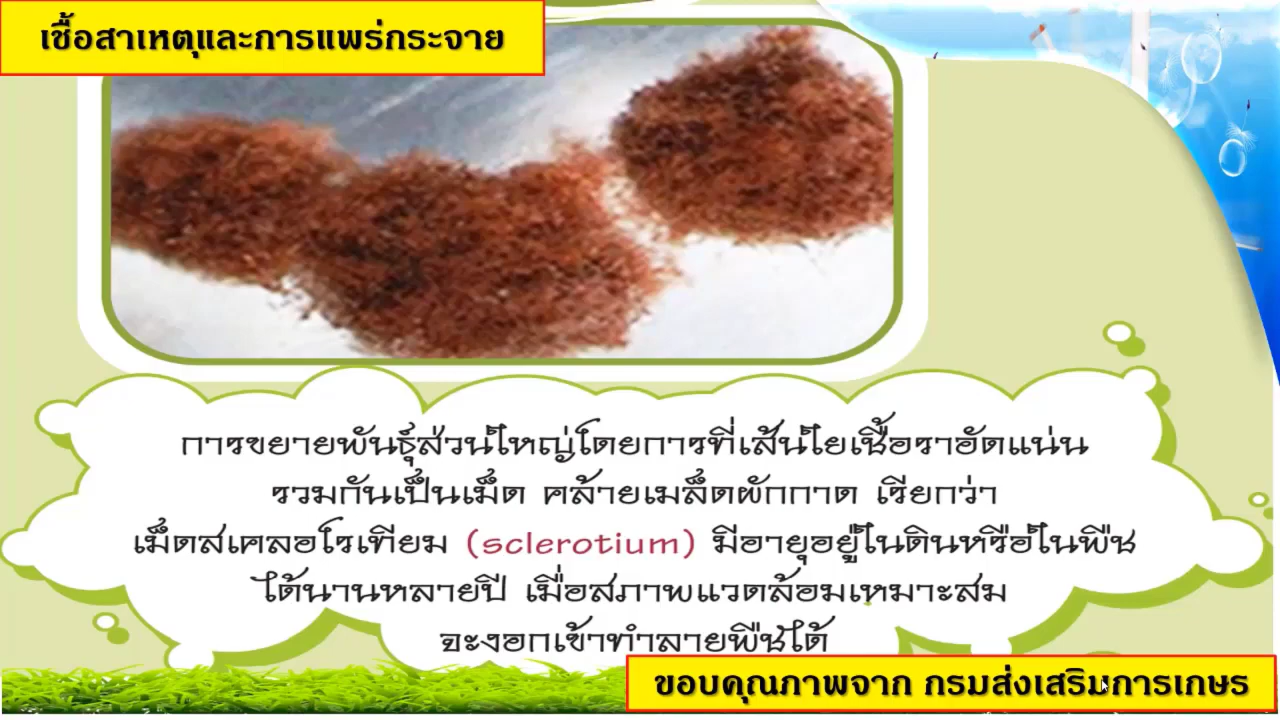 เชื้อสาเหตุและการแพร่กระจาย
การขยายพันธุ์ส่วนใหญ่โดยการที่เส้นใยเชื้อราอัดแน่น
รวมกันเป็นเม็ด คล้ายเมล็ดผักกาด เรียกว่า
เม็ดสเคลอโรเทียม (sclerotium) มีอายุอยู่ในดินหรือในพืช
ได้นานหลายปี เมื่อสภาพแวดล้อมเหมาะสม
จะงอกเข้าทำลายพืชได้
ขอบคุณภาพจาก กรมส่งเสริมการเกษร